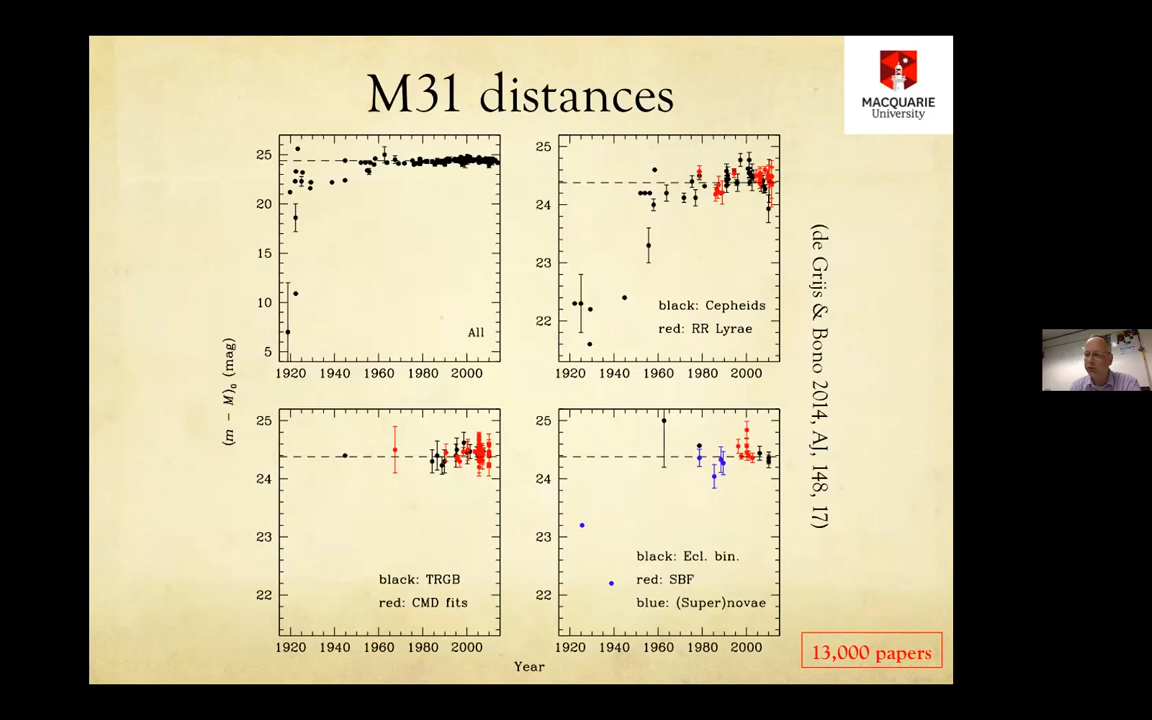 M31 distances
MACQUARIE
University
25
20
15
10
5
All
1920 1940 1960 1980 2000
25
24
23
22
black: Cepheids
red: RR Lyrae
1920 1940 1960 1980 2000
(m − M)₀ (mag)
25
24
23
22
black: TRGB
red: CMD fits
1920 1940 1960 1980 2000
25
24
23
22
black: Ecl. bin.
red: SBF
blue: (Super)novae
1920 1940 1960 1980 2000
Year
(de Grijs & Bono 2014, AJ, 148, 17)
13,000 papers